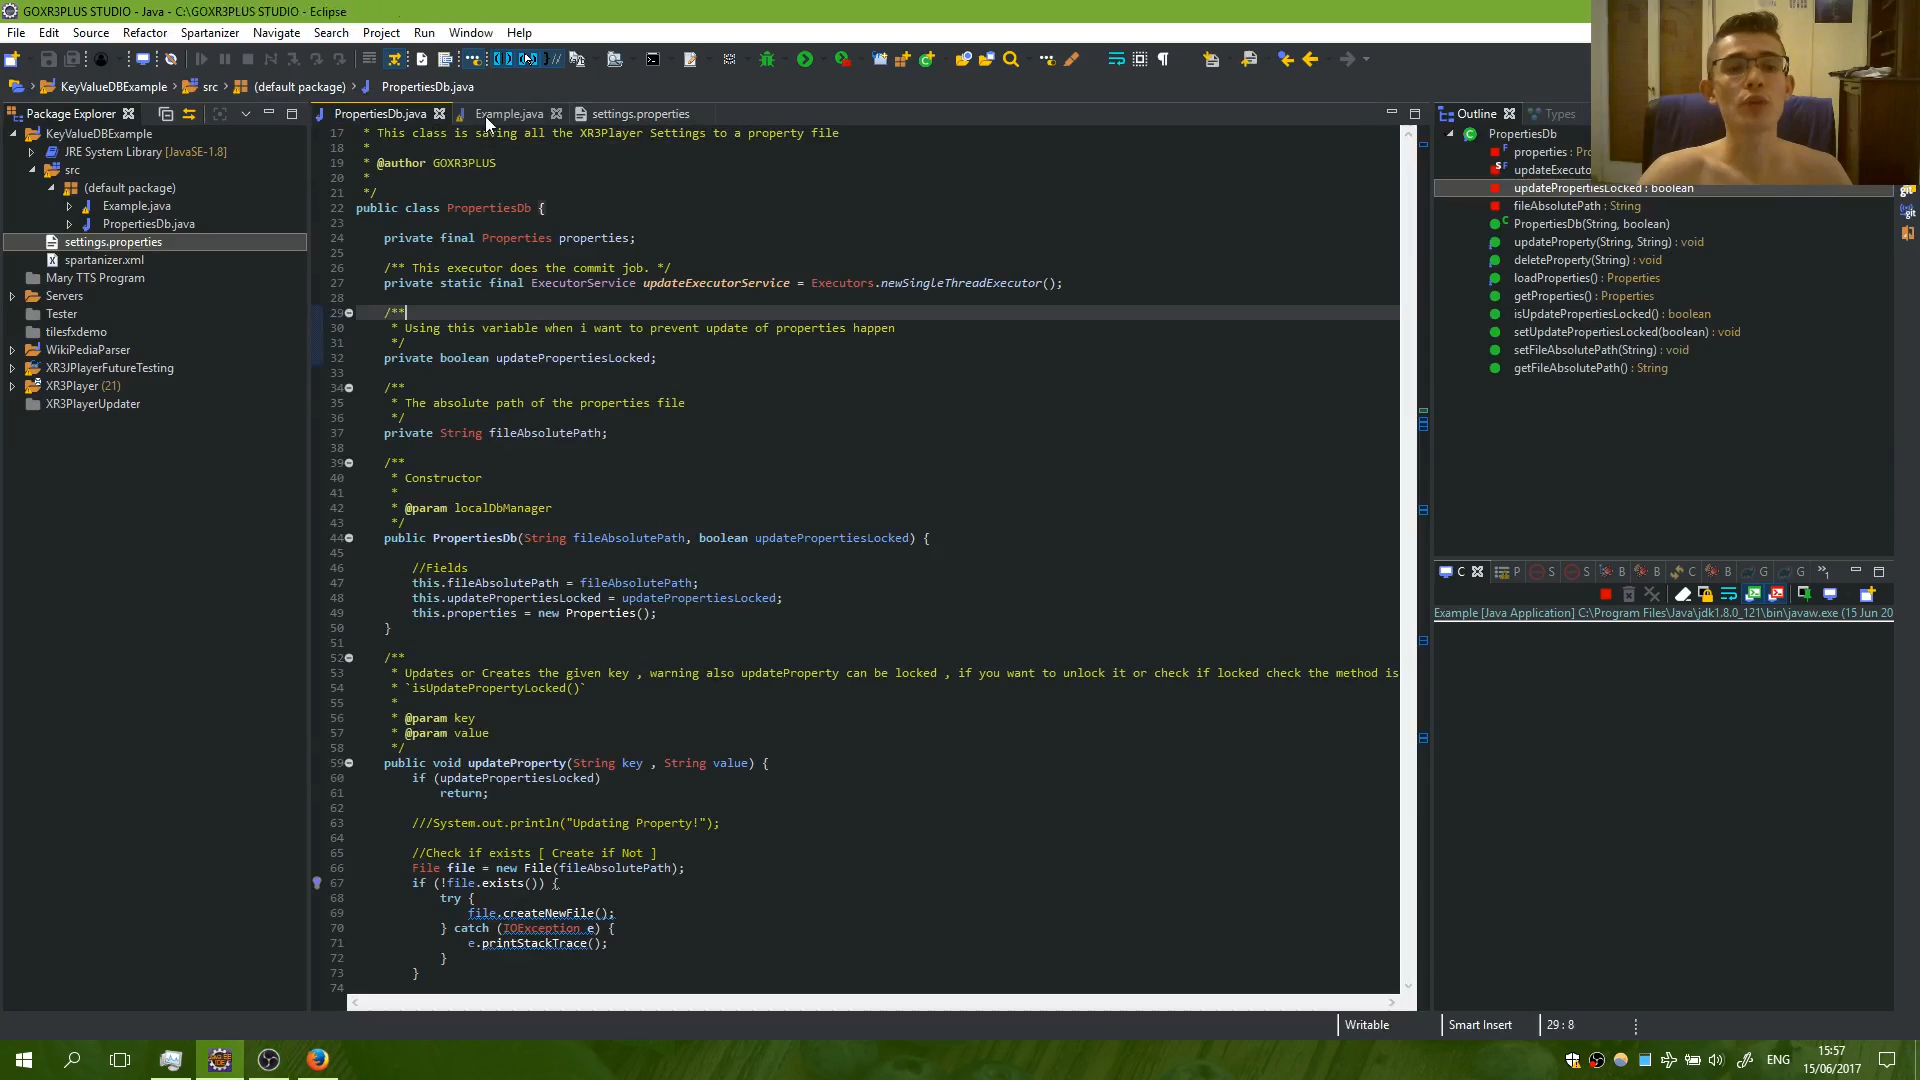 GOXR3PLUS STUDIO - Java - C:\GOXR3PLUS STUDIO - Eclipse
File Edit Source Refactor Spartanizer Navigate Search Project Run Window Help
KeyValueDBExample src (default package) PropertiesDb.java
Package Explorer
KeyValueDBExample
JRE System Library [JavaSE-1.8]
src
(default package)
Example.java
PropertiesDb.java
settings.properties
spartanizer.xml
Mary TTS Program
Servers
Tester
tilesfxdemo
WikiPediaParser
XR3JPlayerFutureTesting
XR3Player (21)
XR3PlayerUpdater
PropertiesDb.java Example.java settings.properties
17 * This class is saving all the XR3Player Settings to a property file
18 *
19 * @author GOXR3PLUS
20 *
21 */
22 public class PropertiesDb {
23
24 private final Properties properties;
25
26 /** This executor does the commit job. */
27 private static final ExecutorService updateExecutorService = Executors.newSingleThreadExecutor();
28
29 /**
30 * Using this variable when i want to prevent update of properties happen
31 */
32 private boolean updatePropertiesLocked;
33
34 /**
35 * The absolute path of the properties file
36 */
37 private String fileAbsolutePath;
38
39 /**
40 * Constructor
41 *
42 * @param localDbManager
43 */
44 public PropertiesDb(String fileAbsolutePath, boolean updatePropertiesLocked) {
45
46 //Fields
47 this.fileAbsolutePath = fileAbsolutePath;
48 this.updatePropertiesLocked = updatePropertiesLocked;
49 this.properties = new Properties();
50 }
51
52 /**
53 * Updates or Creates the given key , warning also updateProperty can be locked , if you want to unlock it or check if locked check the method is
54 * `isUpdatePropertyLocked()`
55 *
56 * @param key
57 * @param value
58 */
59 public void updateProperty(String key , String value) {
60 if (updatePropertiesLocked)
61 return;
62
63 ///System.out.println("Updating Property!");
64
65 //Check if exists [ Create if Not ]
66 File file = new File(fileAbsolutePath);
67 if (!file.exists()) {
68 try {
69 file.createNewFile();
70 } catch (IOException e) {
71 e.printStackTrace();
72 }
73 }
74
Outline Types
PropertiesDb
properties : Pro
updateExecuto
updatePropertiesLocked : boolean
fileAbsolutePath : String
PropertiesDb(String, boolean)
updateProperty(String, String) : void
deleteProperty(String) : void
loadProperties() : Properties
getProperties() : Properties
isUpdatePropertiesLocked() : boolean
setUpdatePropertiesLocked(boolean) : void
setFileAbsolutePath(String) : void
getFileAbsolutePath() : String
C P S S B B C B G G
Example [Java Application] C:\Program Files\Java\jdk1.8.0_121\bin\javaw.exe (15 Jun 20
Writable Smart Insert 29 : 8
ENG
15:57
15/06/2017